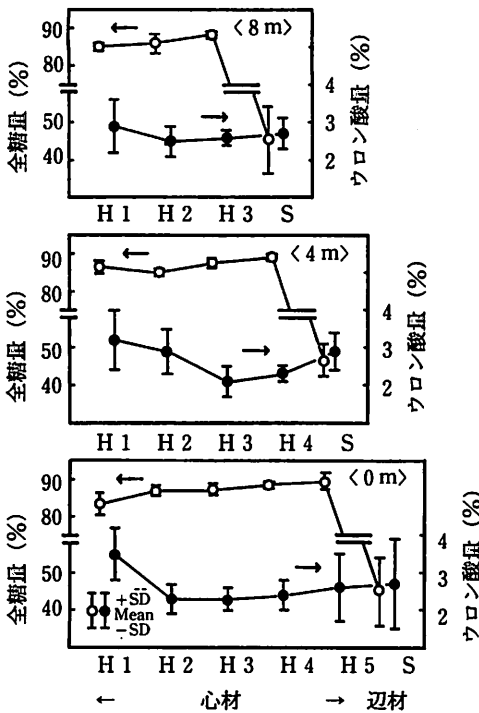 〈8 m〉
全糖量 (%)
90
80
50
40
ウロン酸量 (%)
4
3
2
H 1 H 2 H 3 S
〈4 m〉
全糖量 (%)
90
80
50
40
ウロン酸量 (%)
4
3
2
H 1 H 2 H 3 H 4 S
〈0 m〉
全糖量 (%)
90
80
40
ウロン酸量 (%)
4
3
2
+SD
Mean
−SD
H 1 H 2 H 3 H 4 H 5 S
← 心材 → 辺材